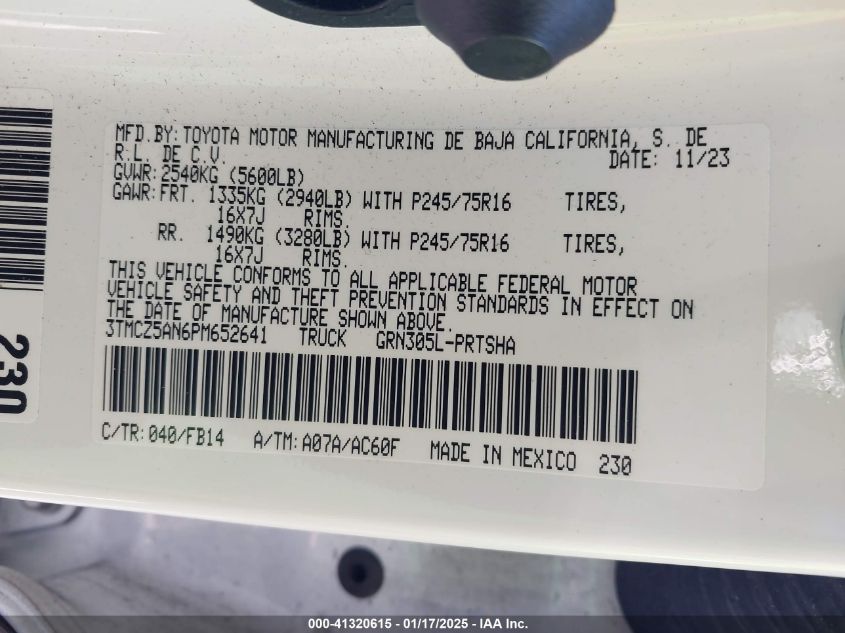 MFD.BY:TOYOTA MOTOR MANUFACTURING DE BAJA CALIFORNIA, S. DE
R.L. DE C.V. DATE: 11/23
GVWR:2540KG (5600LB)
GAWR:FRT. 1335KG (2940LB) WITH P245/75R16 TIRES,
16X7J RIMS.
RR. 1490KG (3280LB) WITH P245/75R16 TIRES,
16X7J RIMS.
THIS VEHICLE CONFORMS TO ALL APPLICABLE FEDERAL MOTOR
VEHICLE SAFETY AND THEFT PREVENTION STANDARDS IN EFFECT ON
THE DATE OF MANUFACTURE SHOWN ABOVE.
3TMCZ5AN6PM652641 TRUCK GRN305L-PRTSHA
C/TR:040/FB14 A/TM:A07A/AC60F MADE IN MEXICO 230
230
000-41320615 - 01/17/2025 - IAA Inc.